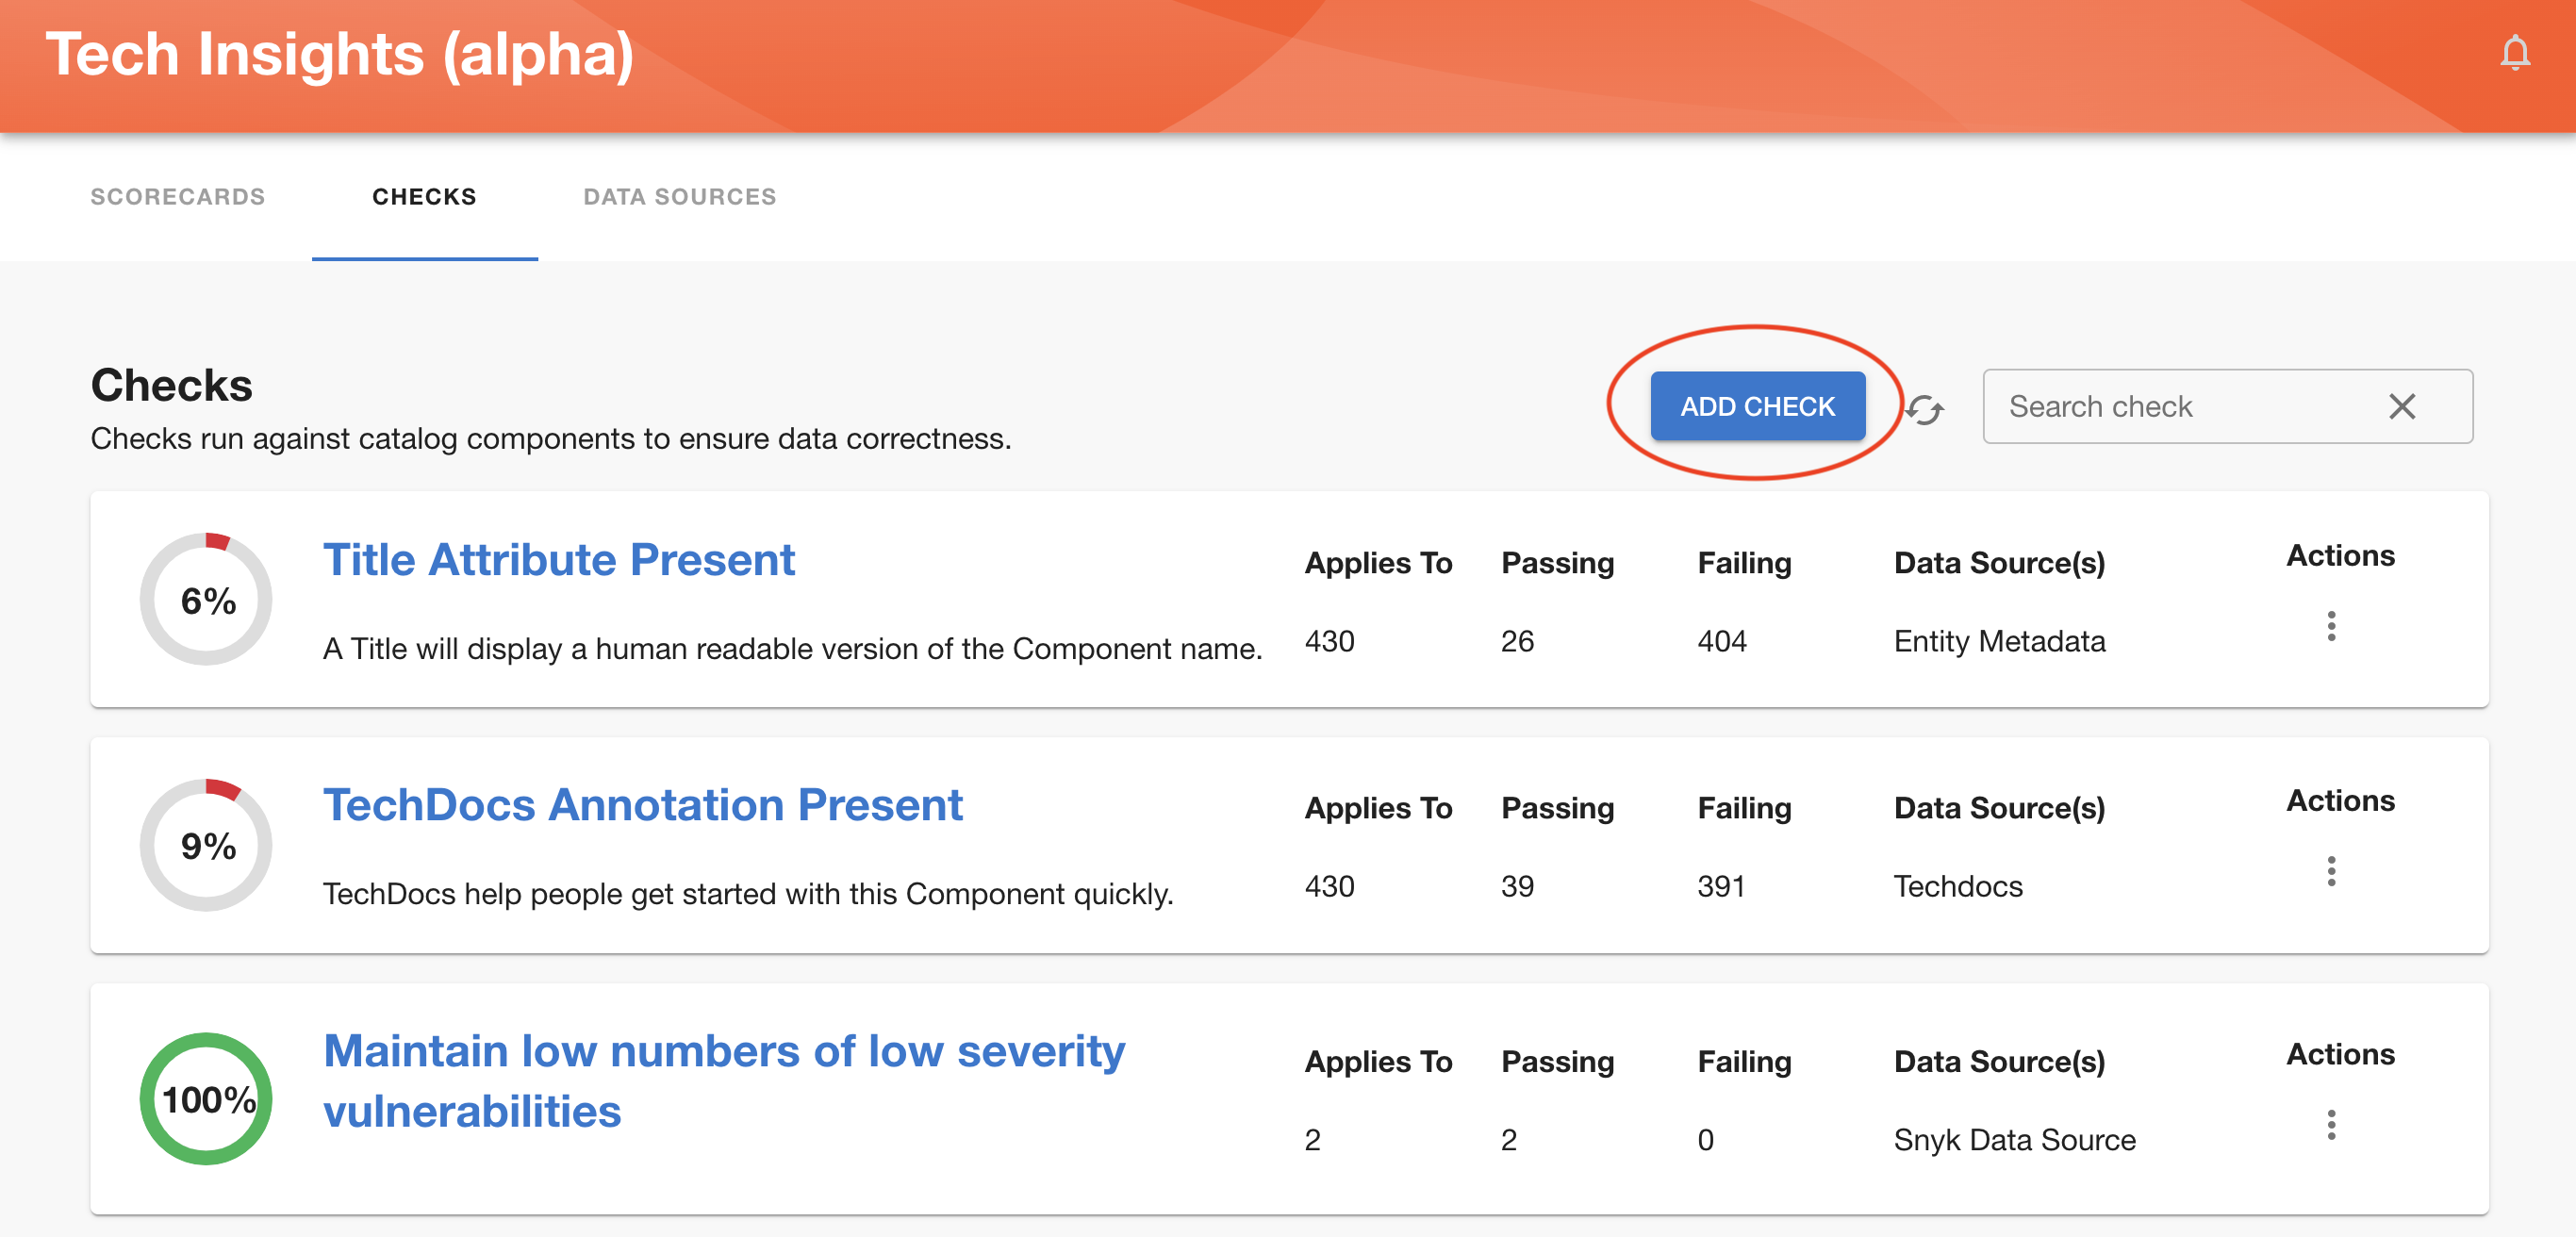 Tech Insights (alpha)
SCORECARDS CHECKS DATA SOURCES
Checks
Checks run against catalog components to ensure data correctness.
ADD CHECK
Search check
6%
Title Attribute Present
A Title will display a human readable version of the Component name.
Applies To Passing Failing Data Source(s) Actions
430 26 404 Entity Metadata
9%
TechDocs Annotation Present
TechDocs help people get started with this Component quickly.
Applies To Passing Failing Data Source(s) Actions
430 39 391 Techdocs
100%
Maintain low numbers of low severity
vulnerabilities
Applies To Passing Failing Data Source(s) Actions
2 2 0 Snyk Data Source